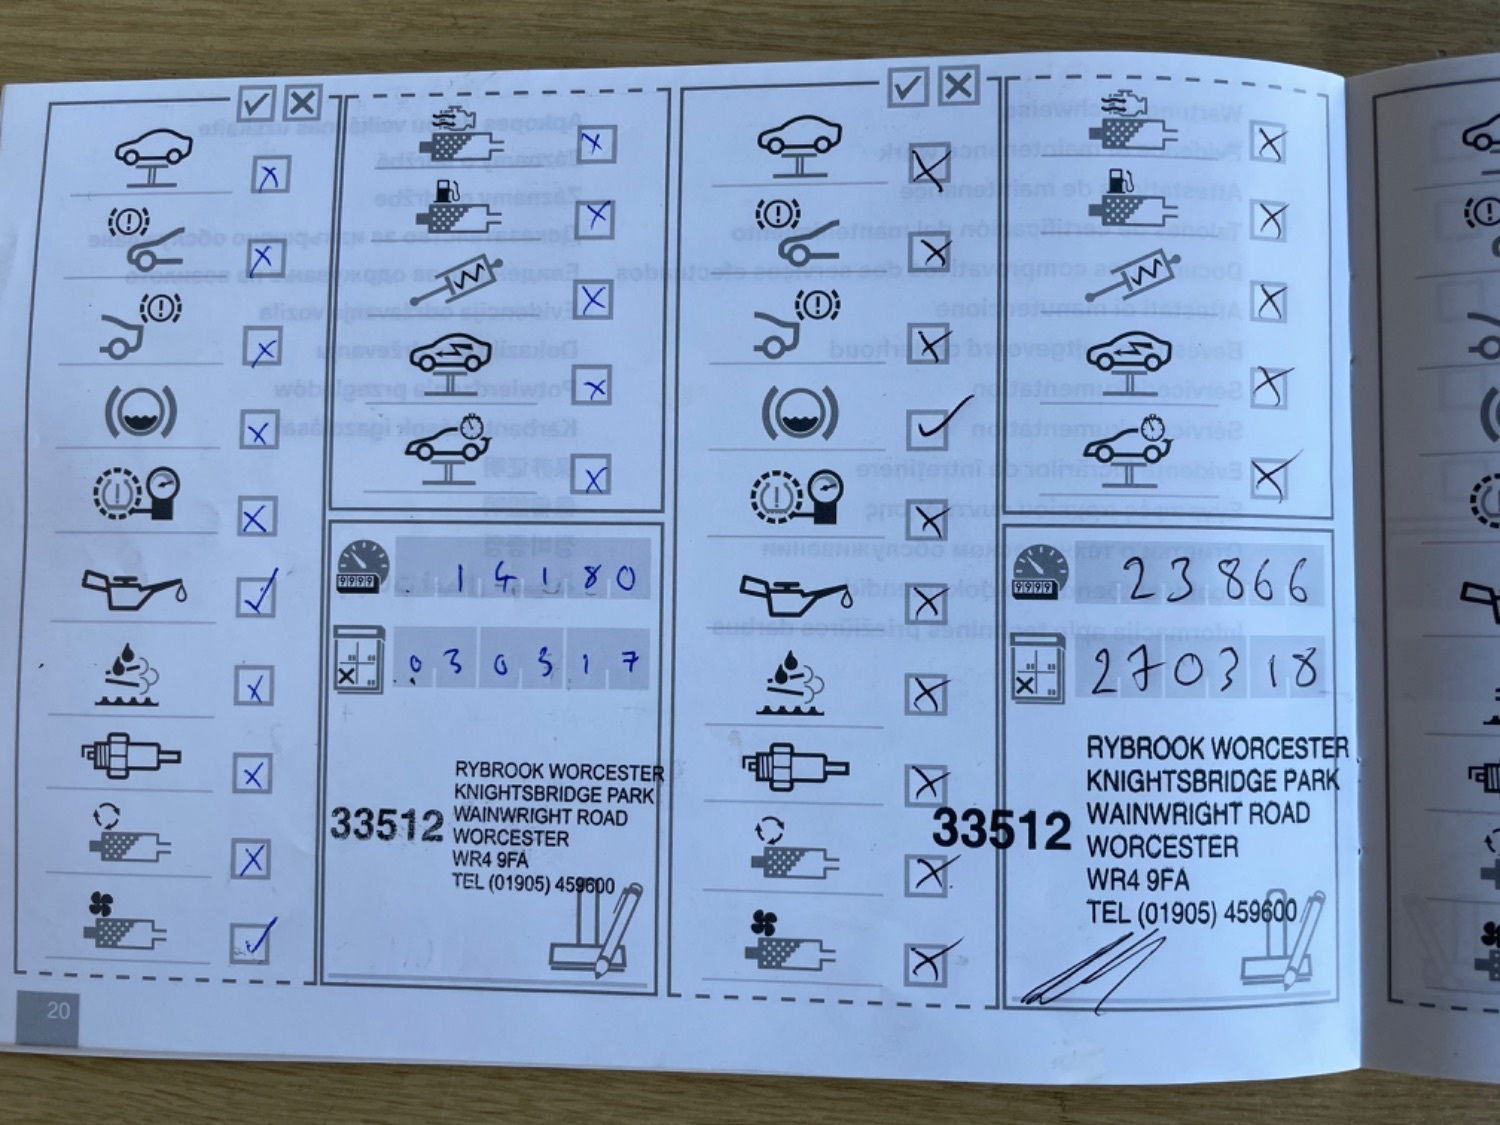 14180
030317
RYBROOK WORCESTER
KNIGHTSBRIDGE PARK
33512
WAINWRIGHT ROAD
WORCESTER
WR4 9FA
TEL (01905) 459600
23866
270318
RYBROOK WORCESTER
KNIGHTSBRIDGE PARK
33512
WAINWRIGHT ROAD
WORCESTER
WR4 9FA
TEL (01905) 459600
20